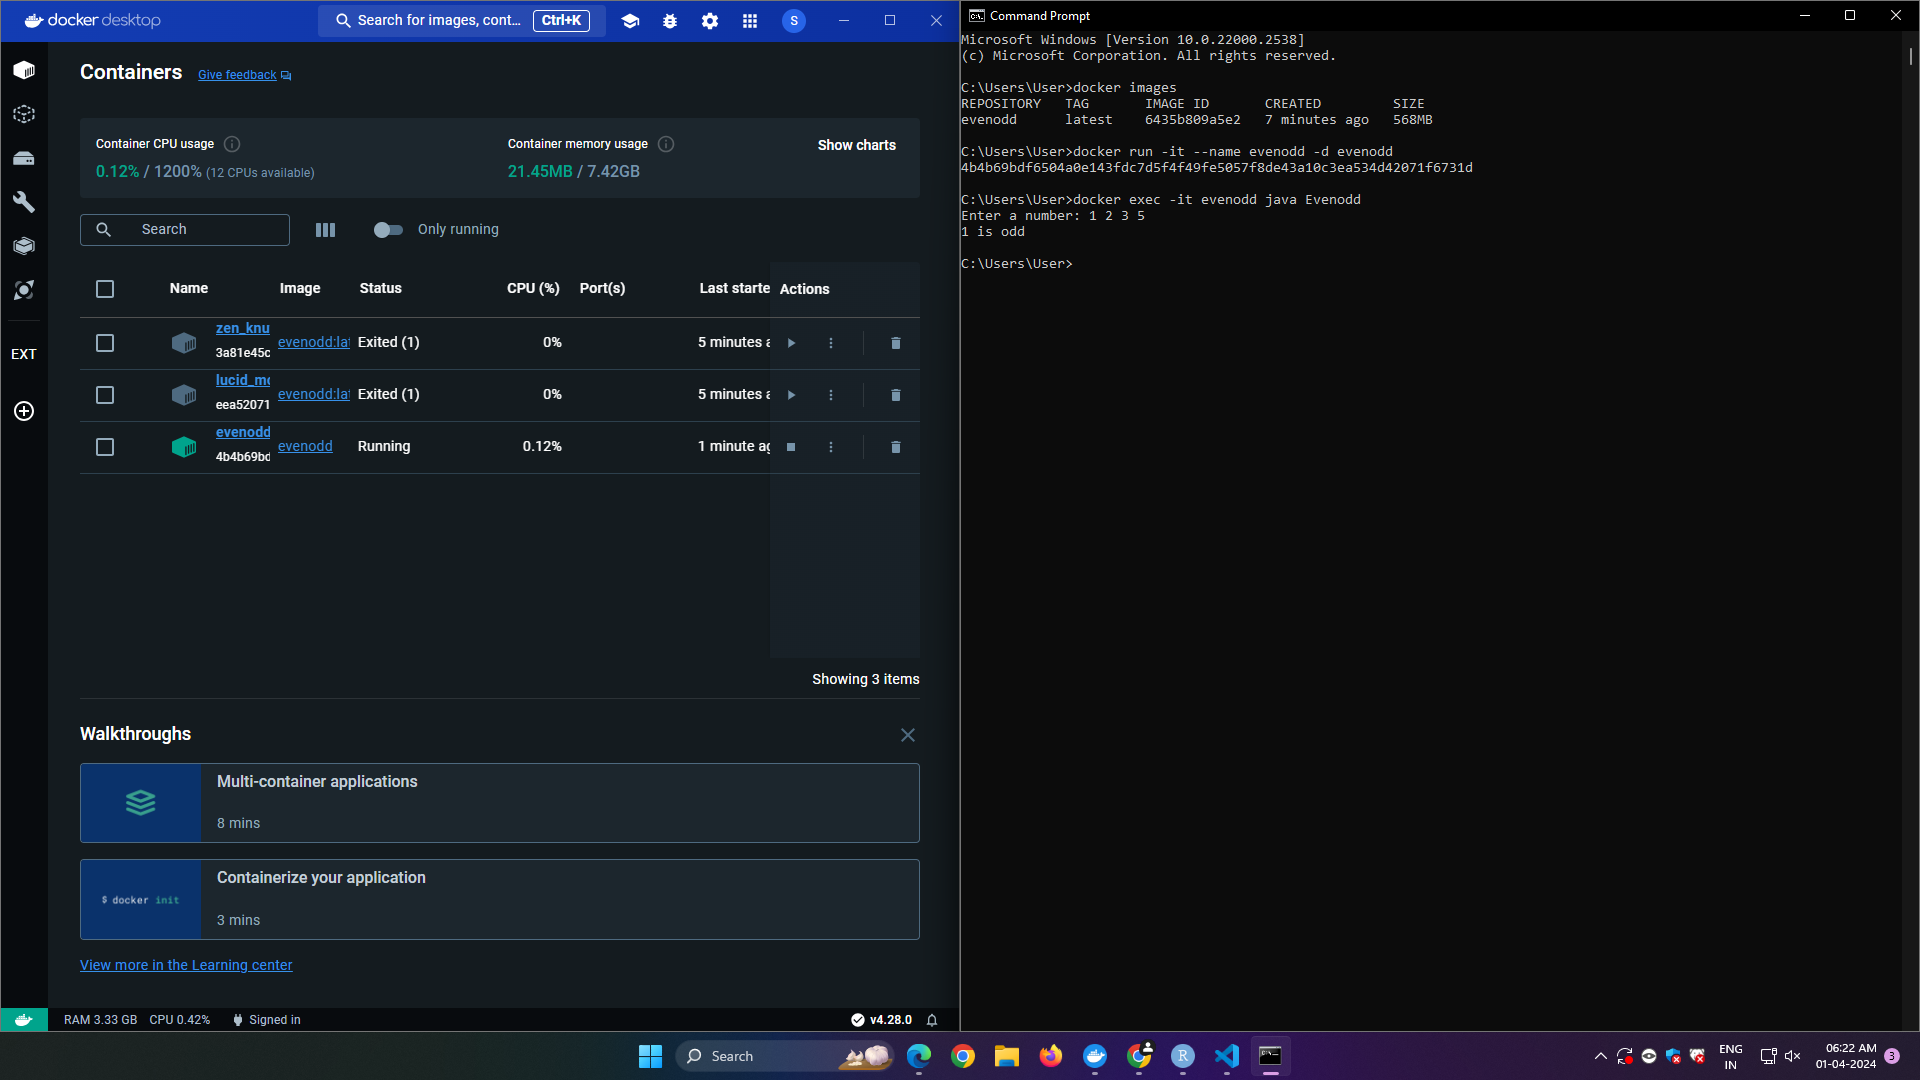 docker desktop
Search for images, cont...
Ctrl+K
S
Containers
Give feedback
Container CPU usage
0.12% / 1200% (12 CPUs available)
Container memory usage
21.45MB / 7.42GB
Show charts
Search
Only running
Name Image Status CPU (%) Port(s) Last starte Actions
zen_knu
3a81e45c
evenodd:la
Exited (1)
0%
5 minutes a
lucid_mo
eea52071
evenodd:la
Exited (1)
0%
5 minutes a
evenodd
4b4b69bd
evenodd
Running
0.12%
1 minute ag
EXT
Showing 3 items
Walkthroughs
Multi-container applications
8 mins
$ docker init
Containerize your application
3 mins
View more in the Learning center
RAM 3.33 GB CPU 0.42% Signed in
v4.28.0
Command Prompt
Microsoft Windows [Version 10.0.22000.2538]
(c) Microsoft Corporation. All rights reserved.
C:\Users\User>docker images
REPOSITORY TAG IMAGE ID CREATED SIZE
evenodd latest 6435b809a5e2 7 minutes ago 568MB
C:\Users\User>docker run -it --name evenodd -d evenodd
4b4b69bdf6504a0e143fdc7d5f4f49fe5057f8de43a10c3ea534d42071f6731d
C:\Users\User>docker exec -it evenodd java Evenodd
Enter a number: 1 2 3 5
1 is odd
C:\Users\User>
Search
R
ENG
IN
06:22 AM
01-04-2024
3